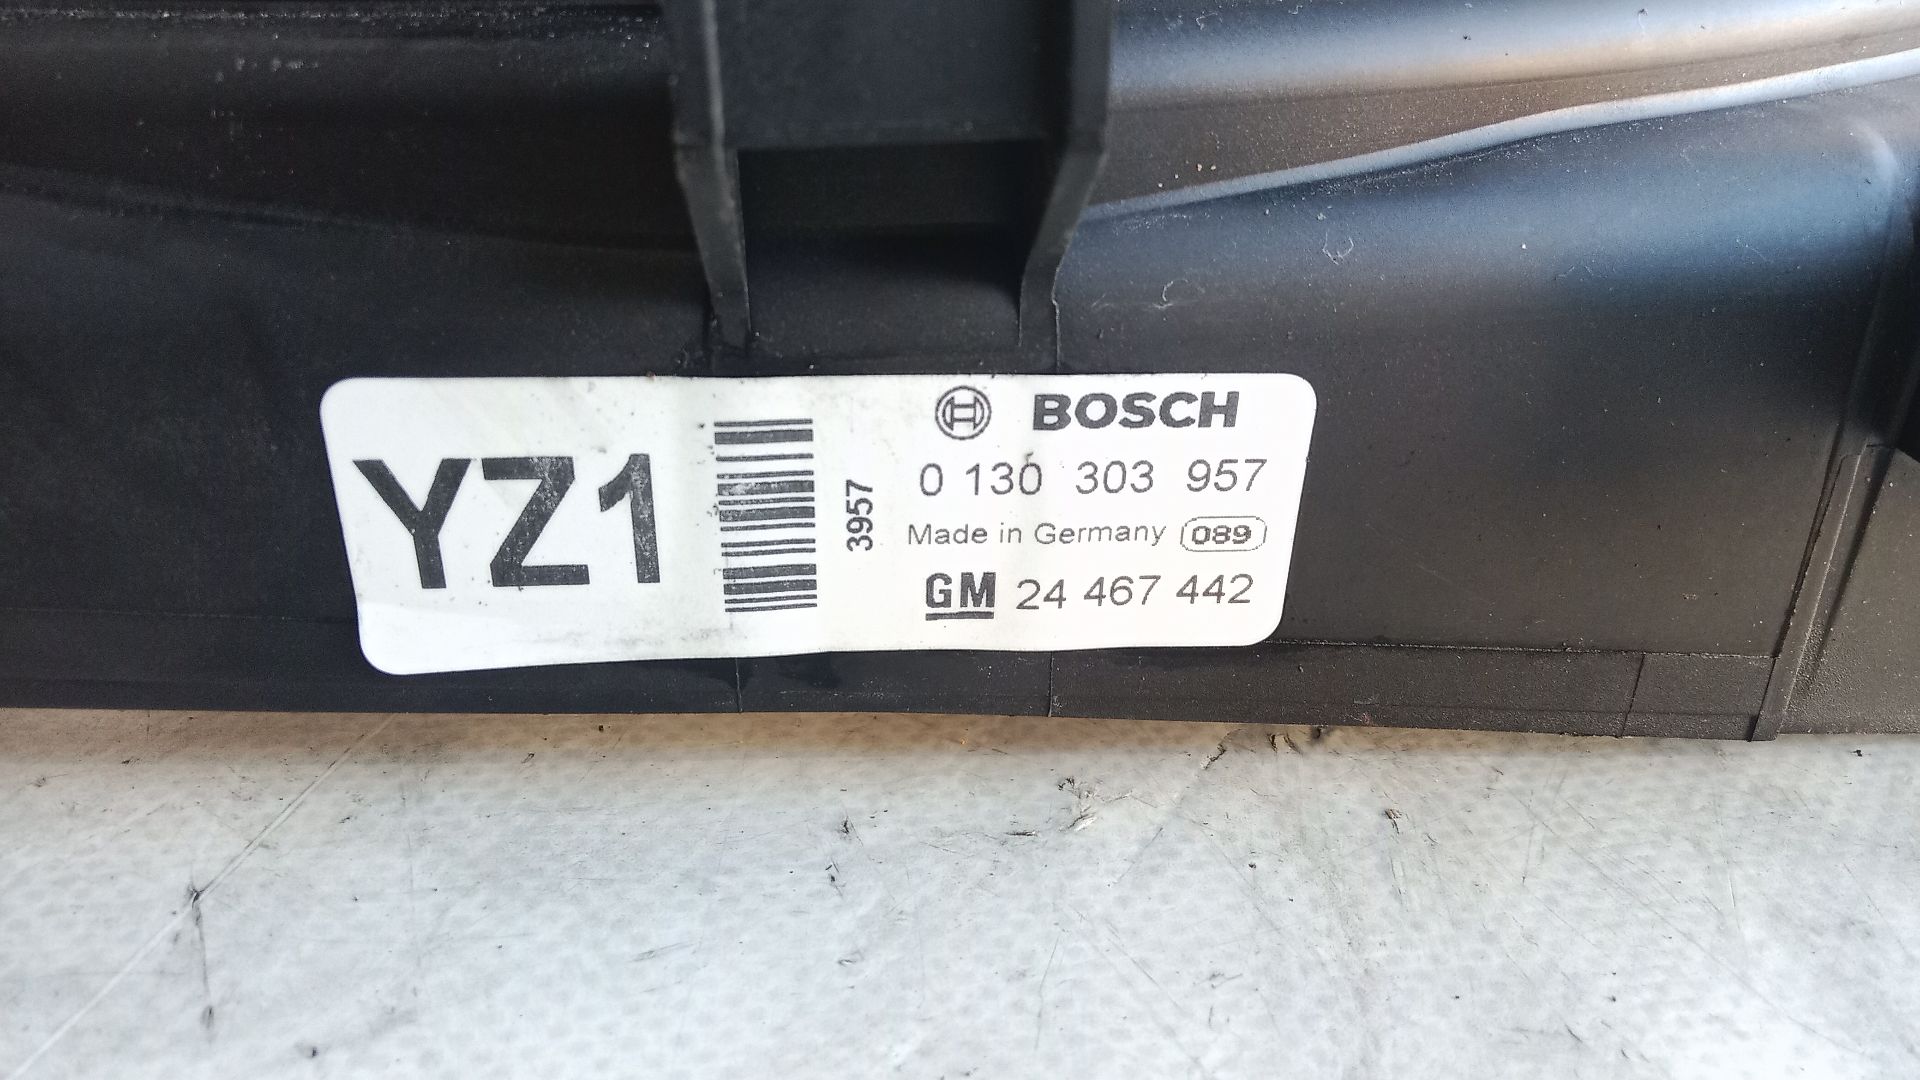 YZ1
3957
BOSCH
0 130 303 957
Made in Germany 089
GM 24 467 442